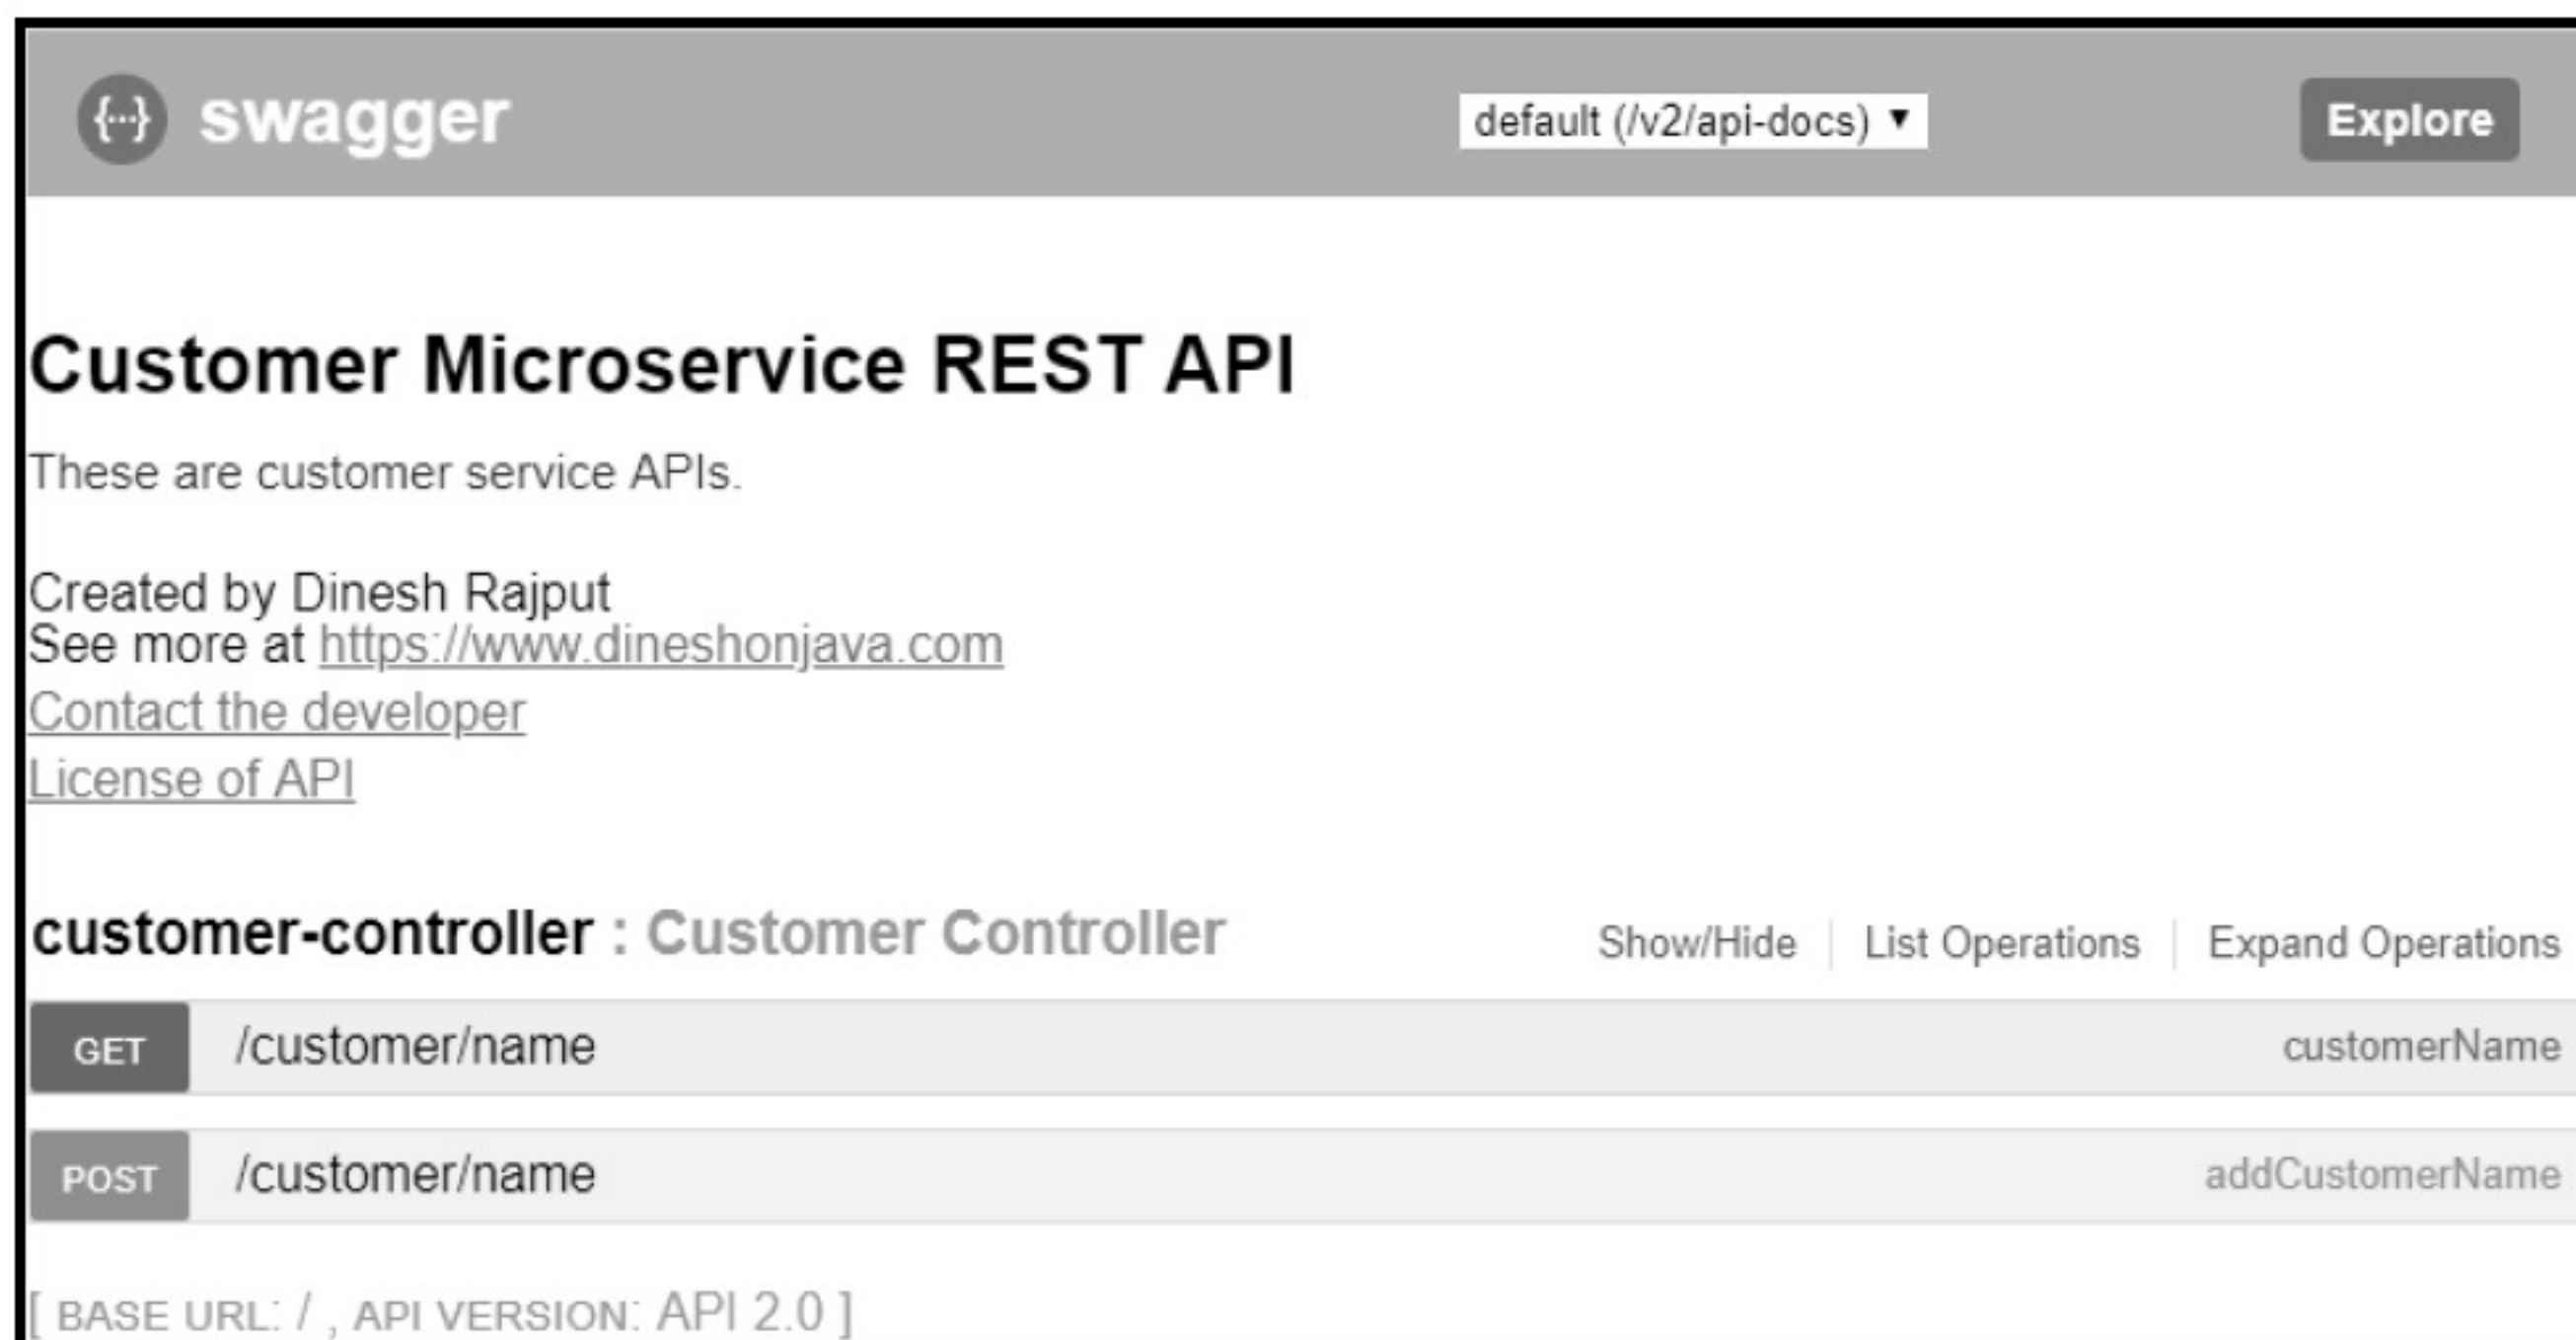 {···} swagger default (/v2/api-docs) ▼ Explore
Customer Microservice REST API
These are customer service APIs.
Created by Dinesh Rajput
See more at https://www.dineshonjava.com
Contact the developer
License of API
customer-controller : Customer Controller Show/Hide List Operations Expand Operations
GET /customer/name customerName
POST /customer/name addCustomerName
[ BASE URL: / , API VERSION: API 2.0 ]